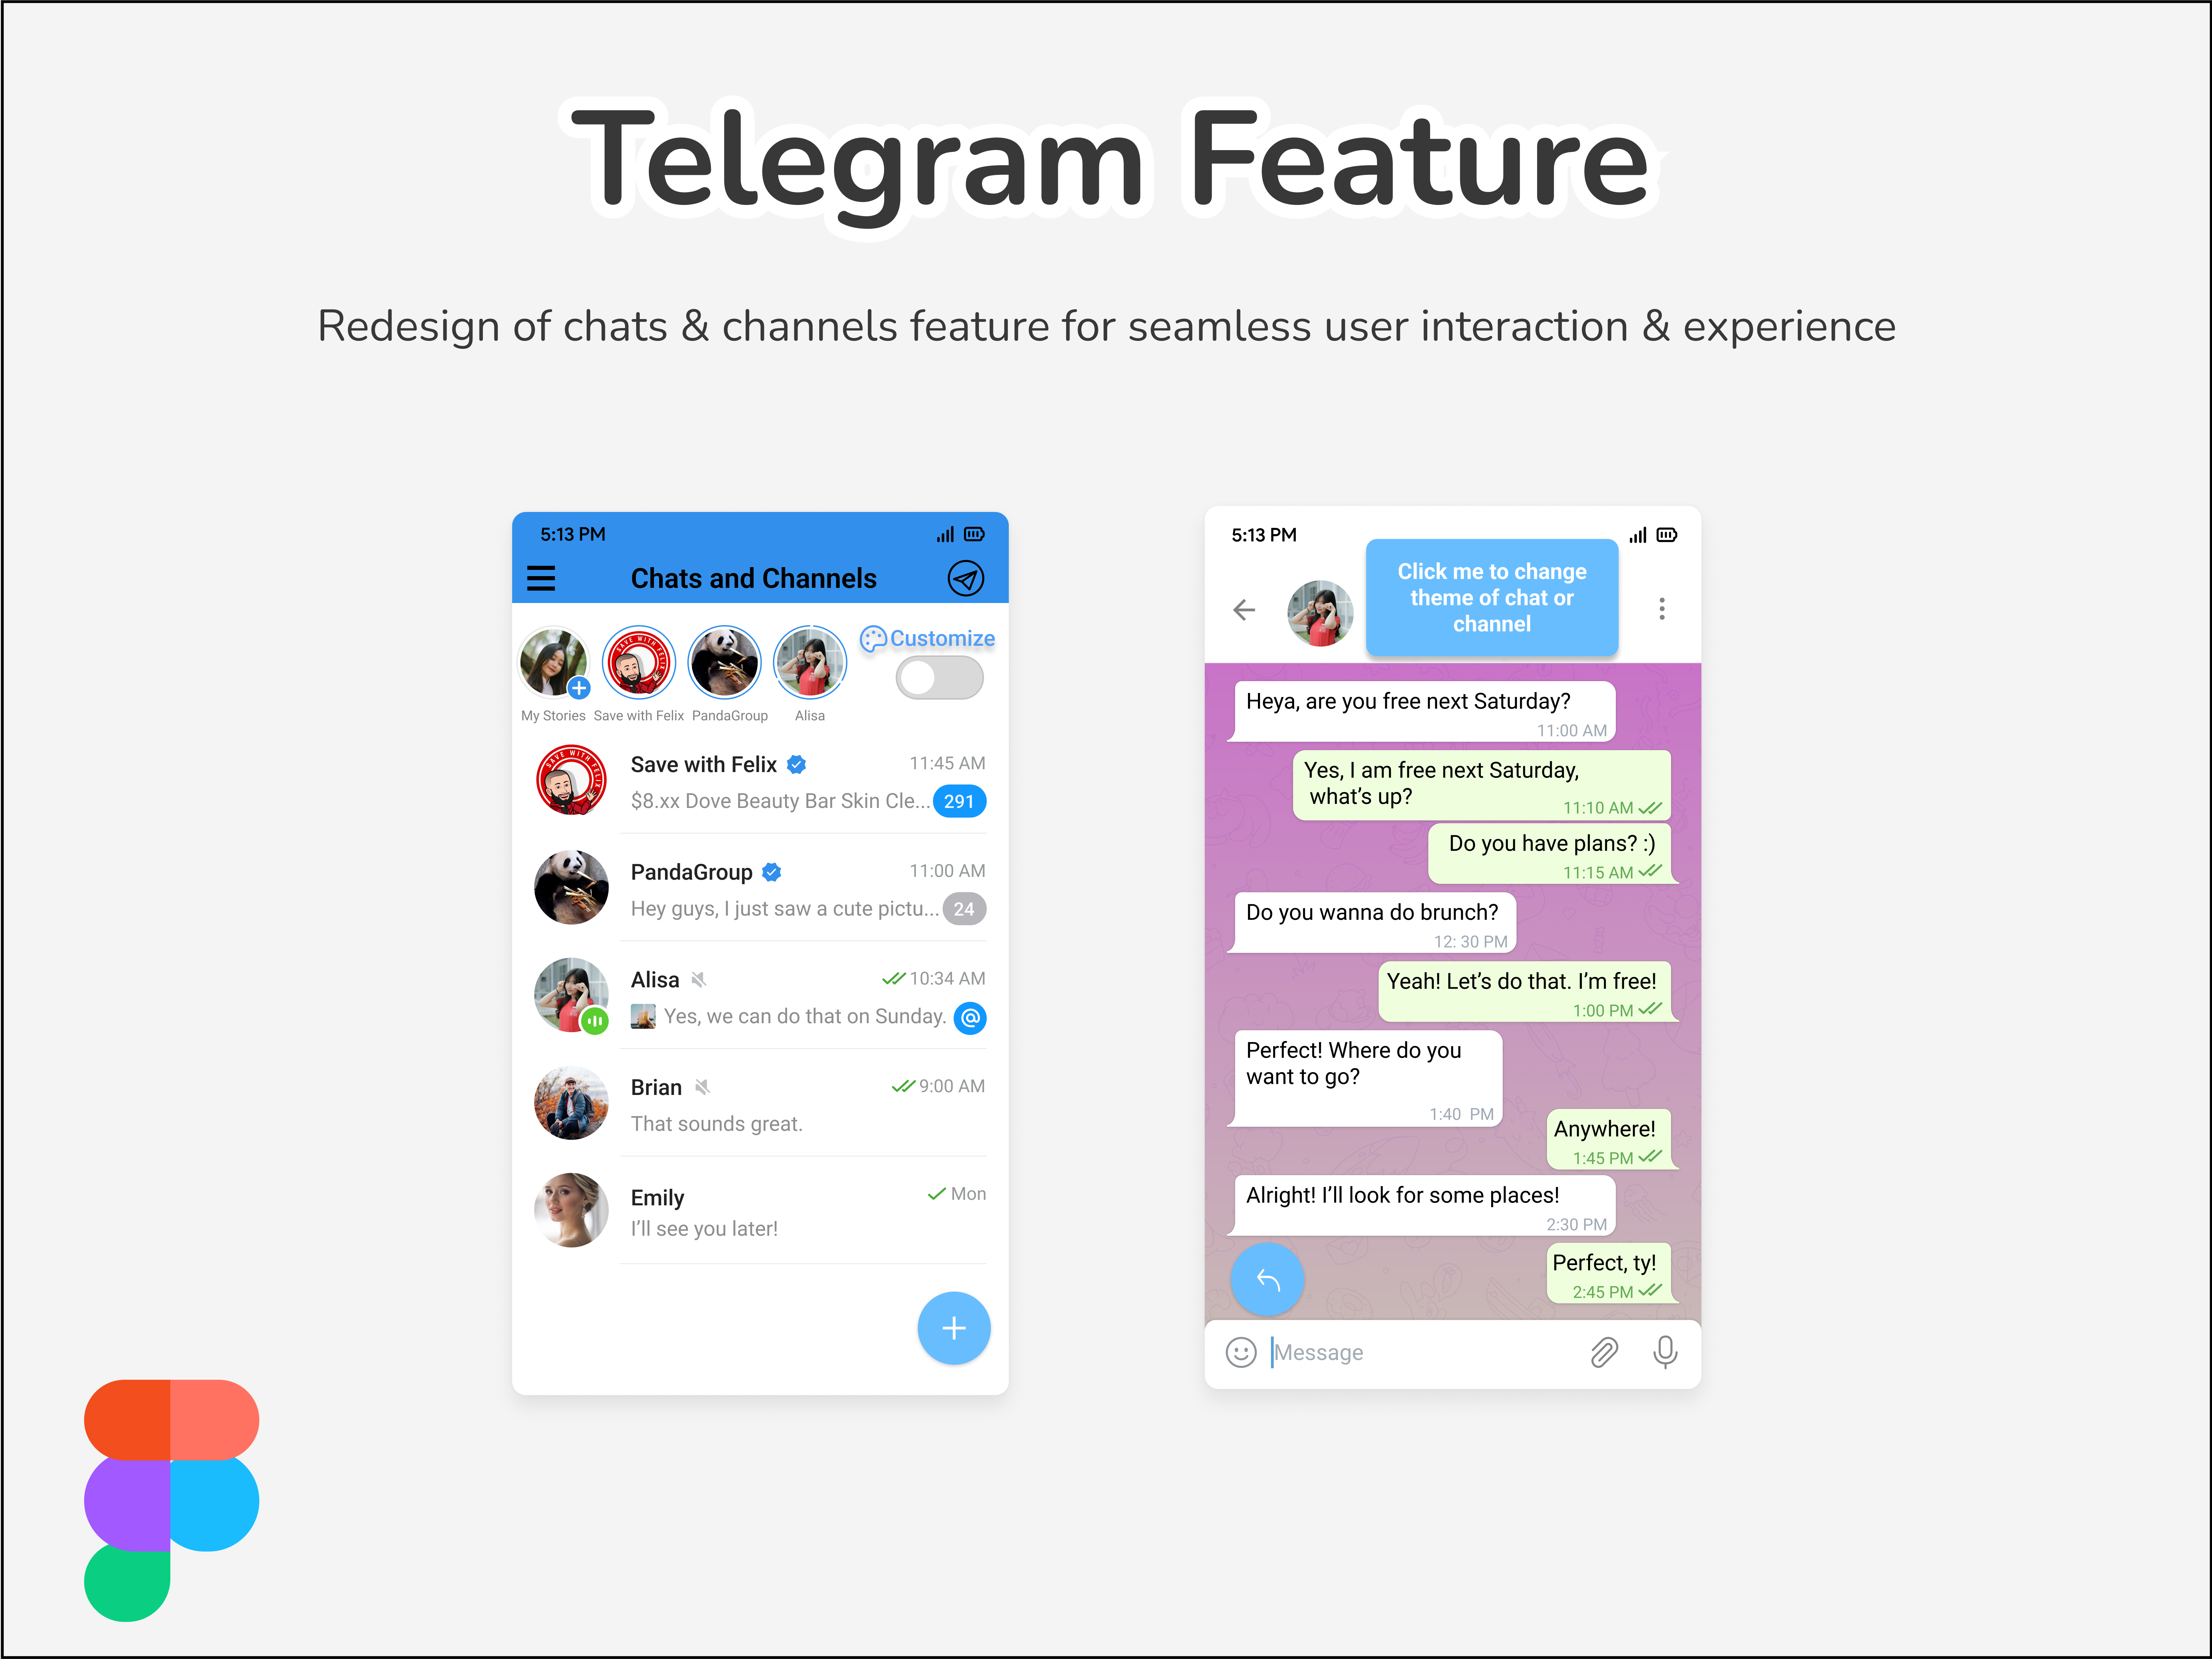 Telegram Feature
Redesign of chats & channels feature for seamless user interaction & experience
5:13 PM
Chats and Channels
Customize
My Stories
Save with Felix
PandaGroup
Alisa
SAVE WITH FELIX
SAVE WITH FELIX
Save with Felix
11:45 AM
$8.xx Dove Beauty Bar Skin Cle...
291
PandaGroup
11:00 AM
Hey guys, I just saw a cute pictu...
24
Alisa
10:34 AM
Yes, we can do that on Sunday.
@
Brian
9:00 AM
That sounds great.
Emily
Mon
I’ll see you later!
5:13 PM
Click me to change
theme of chat or
channel
Heya, are you free next Saturday?
11:00 AM
Yes, I am free next Saturday,
what’s up?
11:10 AM
Do you have plans? :)
11:15 AM
Do you wanna do brunch?
12: 30 PM
Yeah! Let’s do that. I’m free!
1:00 PM
Perfect! Where do you
want to go?
1:40 PM
Anywhere!
1:45 PM
Alright! I’ll look for some places!
2:30 PM
Perfect, ty!
2:45 PM
Message